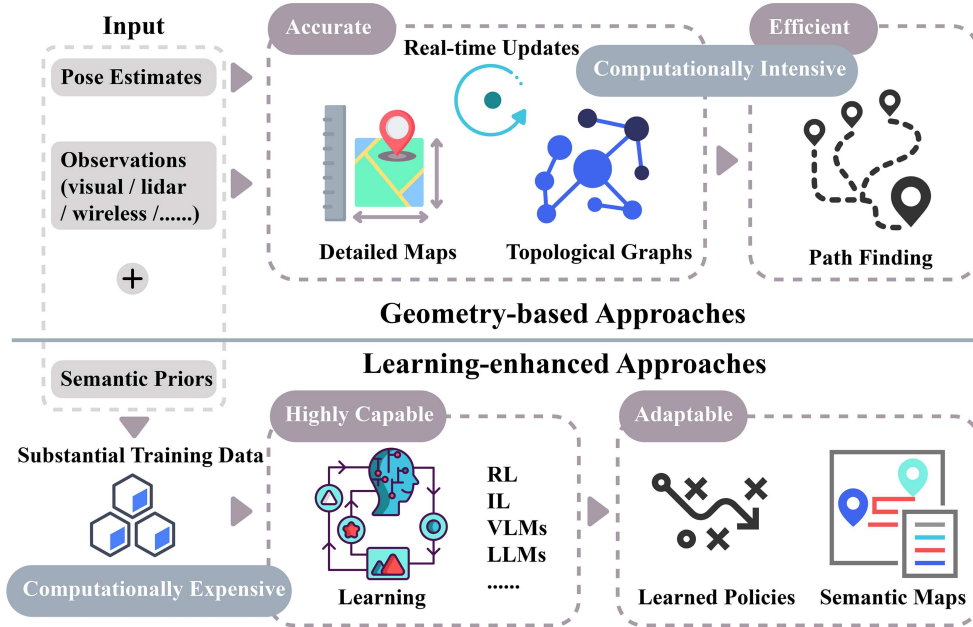 Input
Pose Estimates
Observations
(visual / lidar
/ wireless /......)
+
Accurate
Real-time Updates
Computationally Intensive
Detailed Maps
Topological Graphs
Efficient
Path Finding
Geometry-based Approaches
Learning-enhanced Approaches
Semantic Priors
Substantial Training Data
Computationally Expensive
Highly Capable
RL
IL
VLMs
LLMs
......
Learning
Adaptable
Learned Policies
Semantic Maps